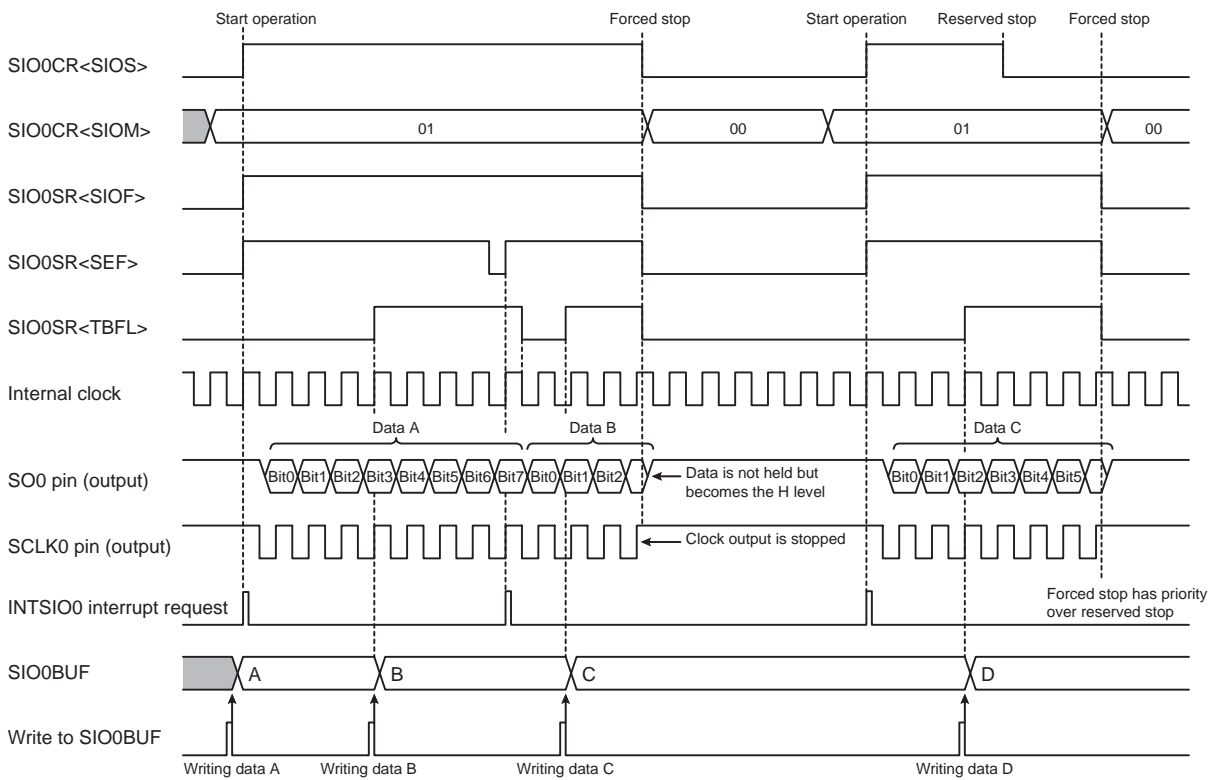 Start operation Forced stop Start operation Reserved stop Forced stop
SIO0CR<SIOS>
SIO0CR<SIOM> 01 00 01 00
SIO0SR<SIOF>
SIO0SR<SEF>
SIO0SR<TBFL>
Internal clock
Data A Data B Data C
SO0 pin (output) Bit0 Bit1 Bit2 Bit3 Bit4 Bit5 Bit6 Bit7 Bit0 Bit1 Bit2 Data is not held but Bit0 Bit1 Bit2 Bit3 Bit4 Bit5
becomes the H level
SCLK0 pin (output) Clock output is stopped
INTSIO0 interrupt request Forced stop has priority
over reserved stop
SIO0BUF A B C D
Write to SIO0BUF
Writing data A Writing data B Writing data C Writing data D